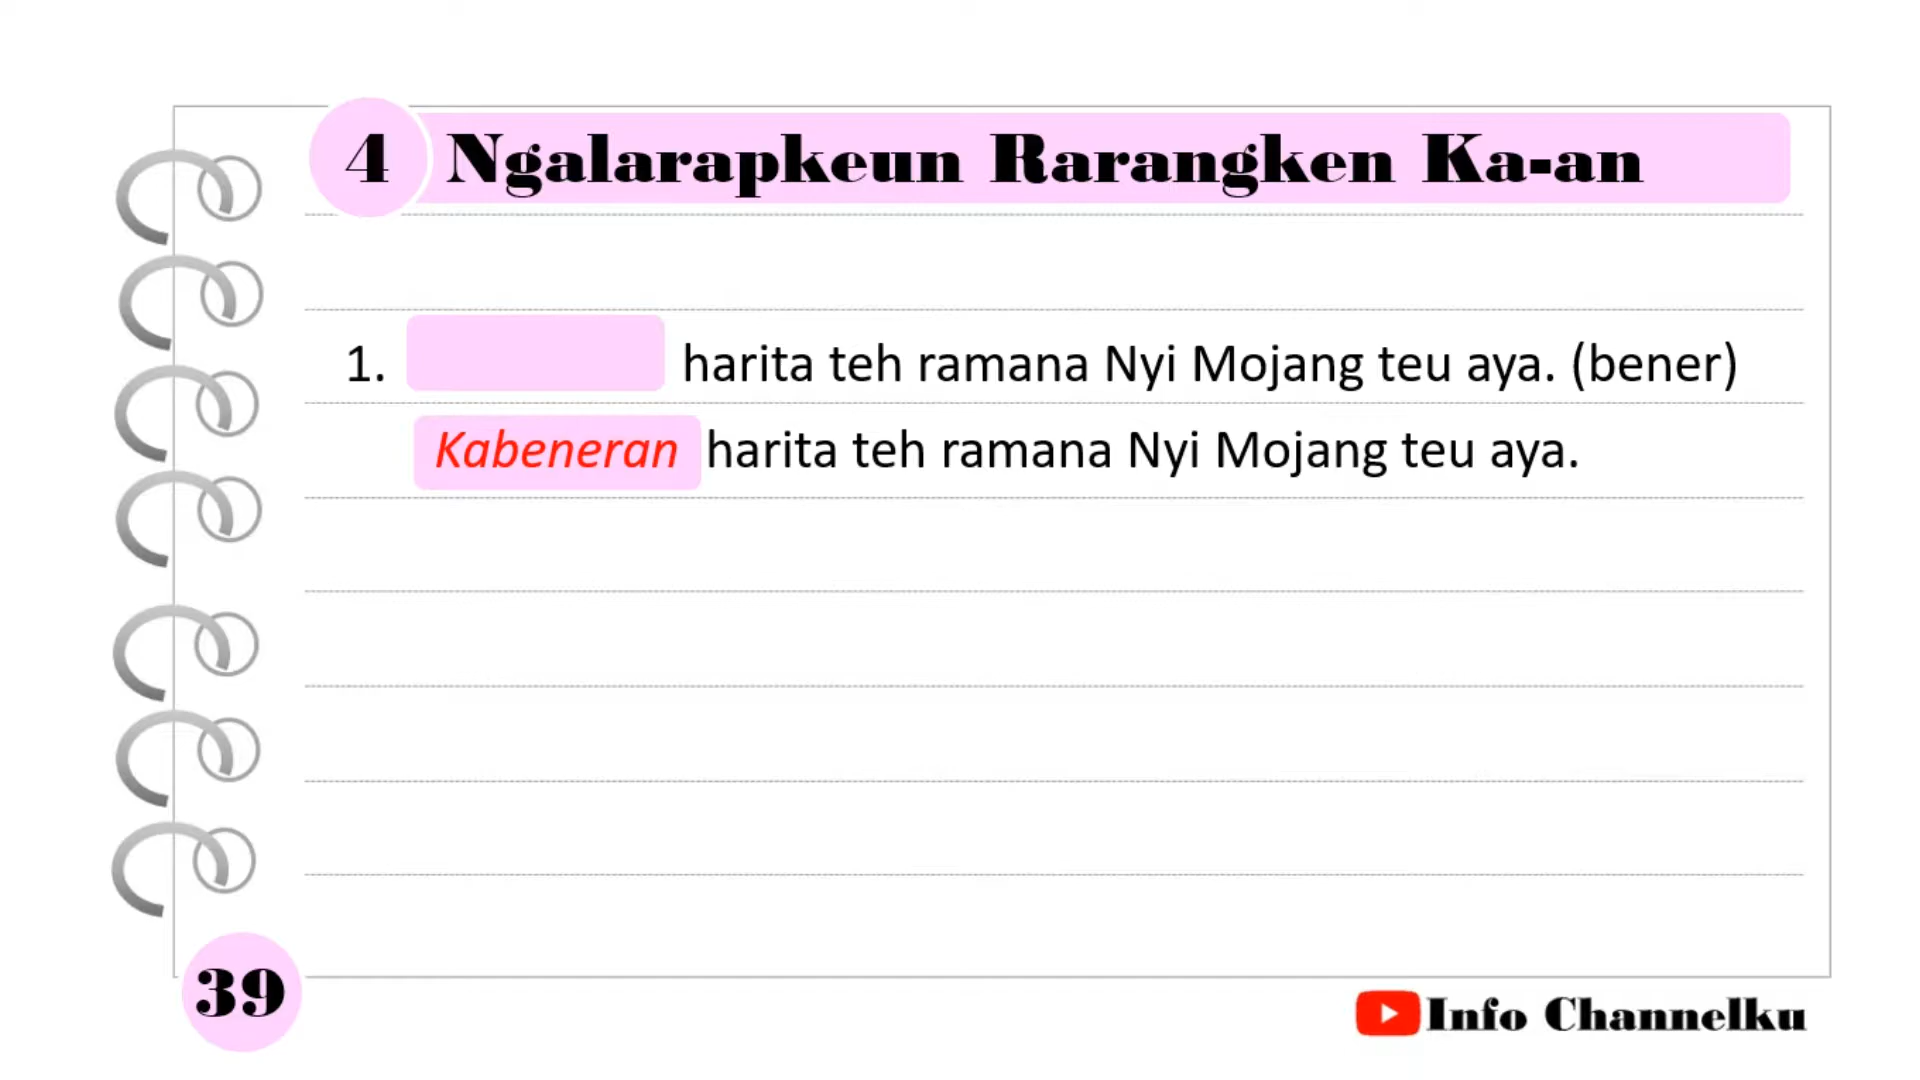 4 Ngalarapkeun Rarangken Ka-an
1. harita teh ramana Nyi Mojang teu aya. (bener)
Kabeneran harita teh ramana Nyi Mojang teu aya.
39
Info Channelku